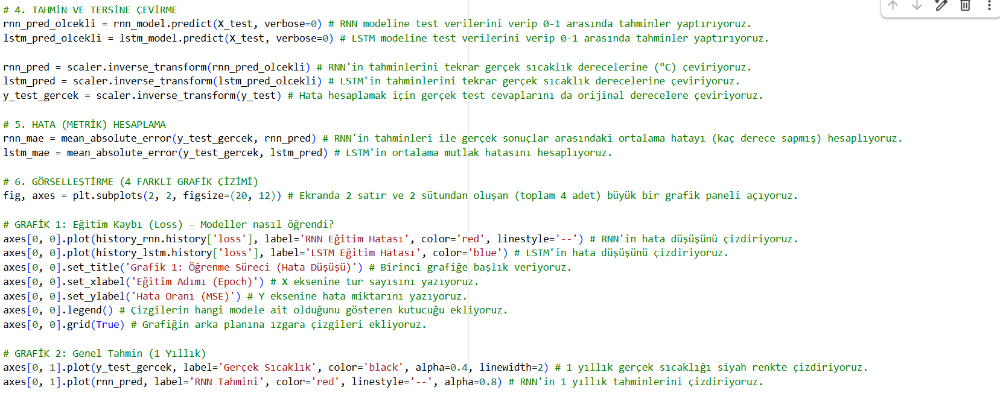 # 4. TAHMİN VE TERSİNE ÇEVİRME
rnn_pred_olcekli = rnn_model.predict(X_test, verbose=0) # RNN modeline test verilerini verip 0-1 arasında tahminler yaptırıyoruz.
lstm_pred_olcekli = lstm_model.predict(X_test, verbose=0) # LSTM modeline test verilerini verip 0-1 arasında tahminler yaptırıyoruz.
rnn_pred = scaler.inverse_transform(rnn_pred_olcekli) # RNN'in tahminlerini tekrar gerçek sıcaklık derecelerine (°C) çeviriyoruz.
lstm_pred = scaler.inverse_transform(lstm_pred_olcekli) # LSTM'in tahminlerini tekrar gerçek sıcaklık derecelerine çeviriyoruz.
y_test_gercek = scaler.inverse_transform(y_test) # Hata hesaplamak için gerçek test cevaplarını da orijinal derecelere çeviriyoruz.
# 5. HATA (METRİK) HESAPLAMA
rnn_mae = mean_absolute_error(y_test_gercek, rnn_pred) # RNN'in tahminleri ile gerçek sonuçlar arasındaki ortalama hatayı (kaç derece sapmış) hesaplıyoruz.
lstm_mae = mean_absolute_error(y_test_gercek, lstm_pred) # LSTM'in ortalama mutlak hatasını hesaplıyoruz.
# 6. GÖRSELLEŞTİRME (4 FARKLI GRAFİK ÇİZİMİ)
fig, axes = plt.subplots(2, 2, figsize=(20, 12)) # Ekranda 2 satır ve 2 sütundan oluşan (toplam 4 adet) büyük bir grafik paneli açıyoruz.
# GRAFİK 1: Eğitim Kaybı (Loss) - Modeller nasıl öğrendi?
axes[0, 0].plot(history_rnn.history['loss'], label='RNN Eğitim Hatası', color='red', linestyle='--') # RNN'in hata düşüşünü çizdiriyoruz.
axes[0, 0].plot(history_lstm.history['loss'], label='LSTM Eğitim Hatası', color='blue') # LSTM'in hata düşüşünü çizdiriyoruz.
axes[0, 0].set_title('Grafik 1: Öğrenme Süreci (Hata Düşüşü)') # Birinci grafiğe başlık veriyoruz.
axes[0, 0].set_xlabel('Eğitim Adımı (Epoch)') # X eksenine tur sayısını yazıyoruz.
axes[0, 0].set_ylabel('Hata Oranı (MSE)') # Y eksenine hata miktarını yazıyoruz.
axes[0, 0].legend() # Çizgilerin hangi modele ait olduğunu gösteren kutucuğu ekliyoruz.
axes[0, 0].grid(True) # Grafiğin arka planına ızgara çizgileri ekliyoruz.
# GRAFİK 2: Genel Tahmin (1 Yıllık)
axes[0, 1].plot(y_test_gercek, label='Gerçek Sıcaklık', color='black', alpha=0.4, linewidth=2) # 1 yıllık gerçek sıcaklığı siyah renkte çizdiriyoruz.
axes[0, 1].plot(rnn_pred, label='RNN Tahmini', color='red', linestyle='--', alpha=0.8) # RNN'in 1 yıllık tahminlerini çizdiriyoruz.